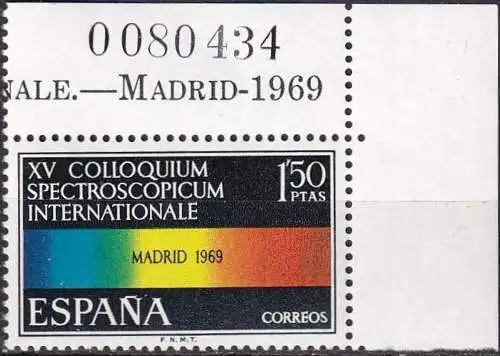 0080434
NALE.—MADRID-1969
XV COLLOQUIUM
SPECTROSCOPICUM
INTERNATIONALE
1'50
PTAS
MADRID 1969
ESPAÑA
CORREOS
F.N.M.T.